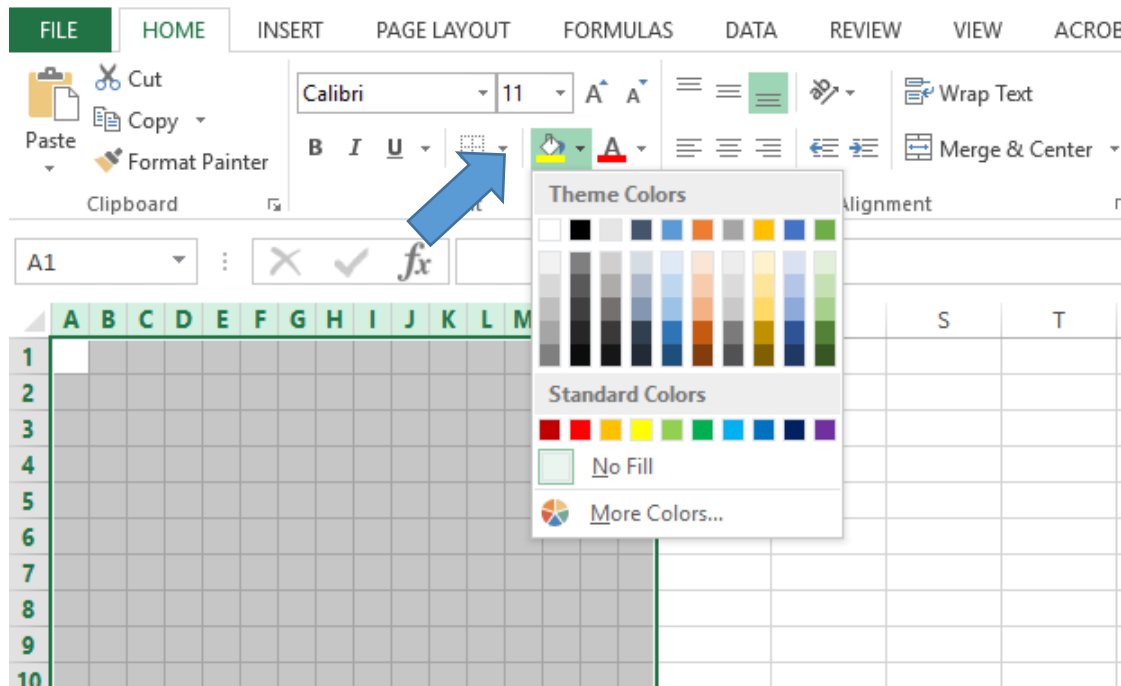 FILE HOME INSERT PAGE LAYOUT FORMULAS DATA REVIEW VIEW ACROB
Cut
Calibri 11 A A Wrap Text
Copy
Paste
B I U A Merge & Center
Format Painter
Clipboard Alignment
Theme Colors
A1 fx
A B C D E F G H I J K L M S T
1
2
Standard Colors
3
4
No Fill
5
More Colors...
6
7
8
9
10